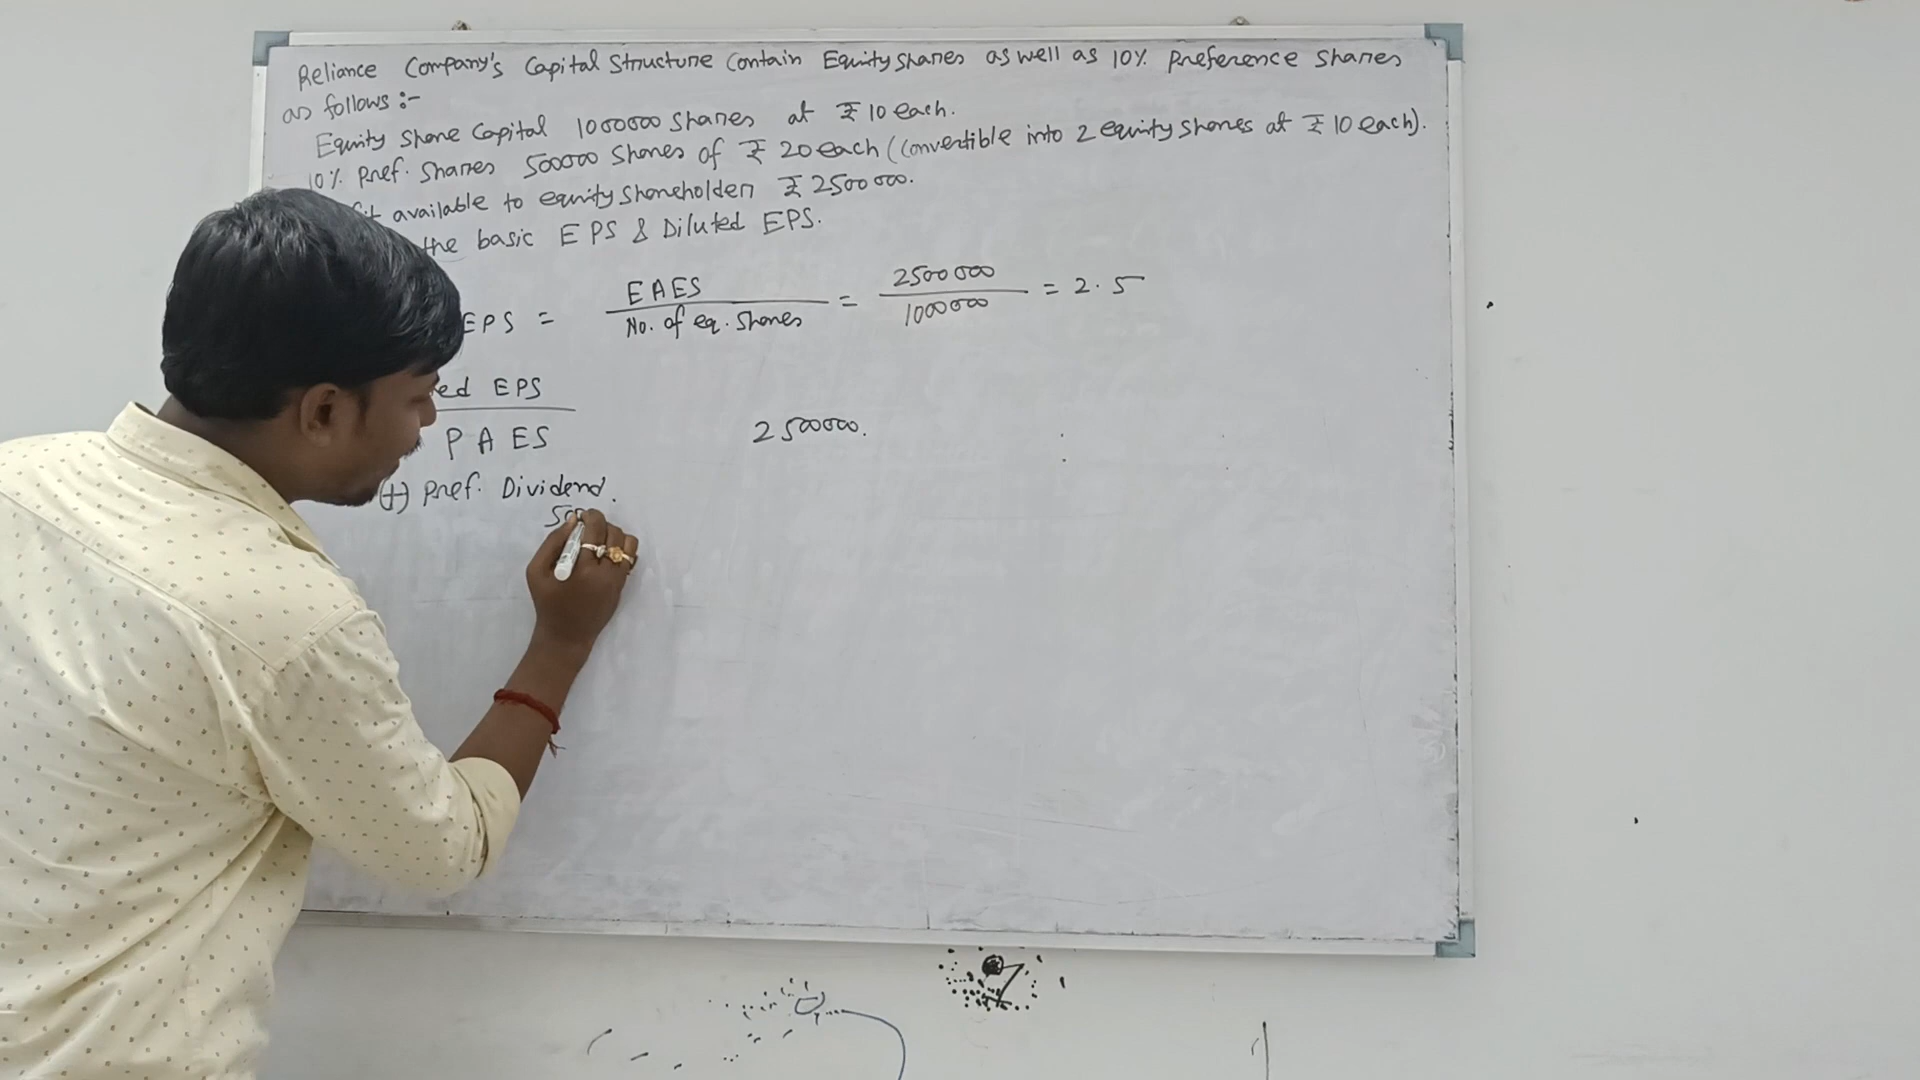 Reliance Company's Capital Structure Contain Equity shares as well as 10% Preference shares
as follows :-
Equity Share Capital 1000000 shares at ₹ 10 each.
10% Pref. Shares 500000 shares of ₹ 20 each (Convertible into 2 equity shares at ₹ 10 each).
available to equity shareholders ₹ 2500000.
the basic EPS & Diluted EPS.
EPS = EAES / No. of eq. shares = 2500000 / 1000000 = 2.5
ed EPS
PAES 2500000.
(+) Pref. Dividend.